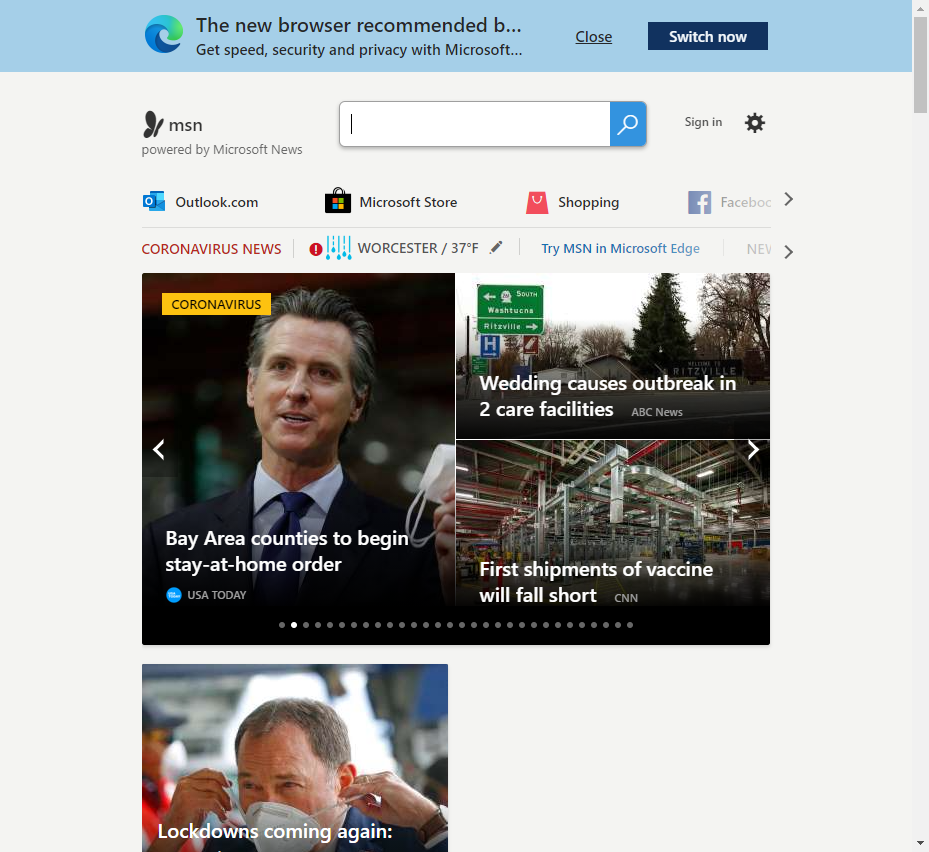 The new browser recommended b...
Get speed, security and privacy with Microsoft...
Close
Switch now
msn
powered by Microsoft News
Sign in
Outlook.com
Microsoft Store
Shopping
Faceboo
CORONAVIRUS NEWS
WORCESTER / 37°F
Try MSN in Microsoft Edge
NEW
CORONAVIRUS
Bay Area counties to begin
stay-at-home order
USA TODAY
SOUTH
Washtucna
Ritzville
H
WELCOME TO
RITZVILLE
Wedding causes outbreak in
2 care facilities ABC News
First shipments of vaccine
will fall short CNN
Lockdowns coming again: